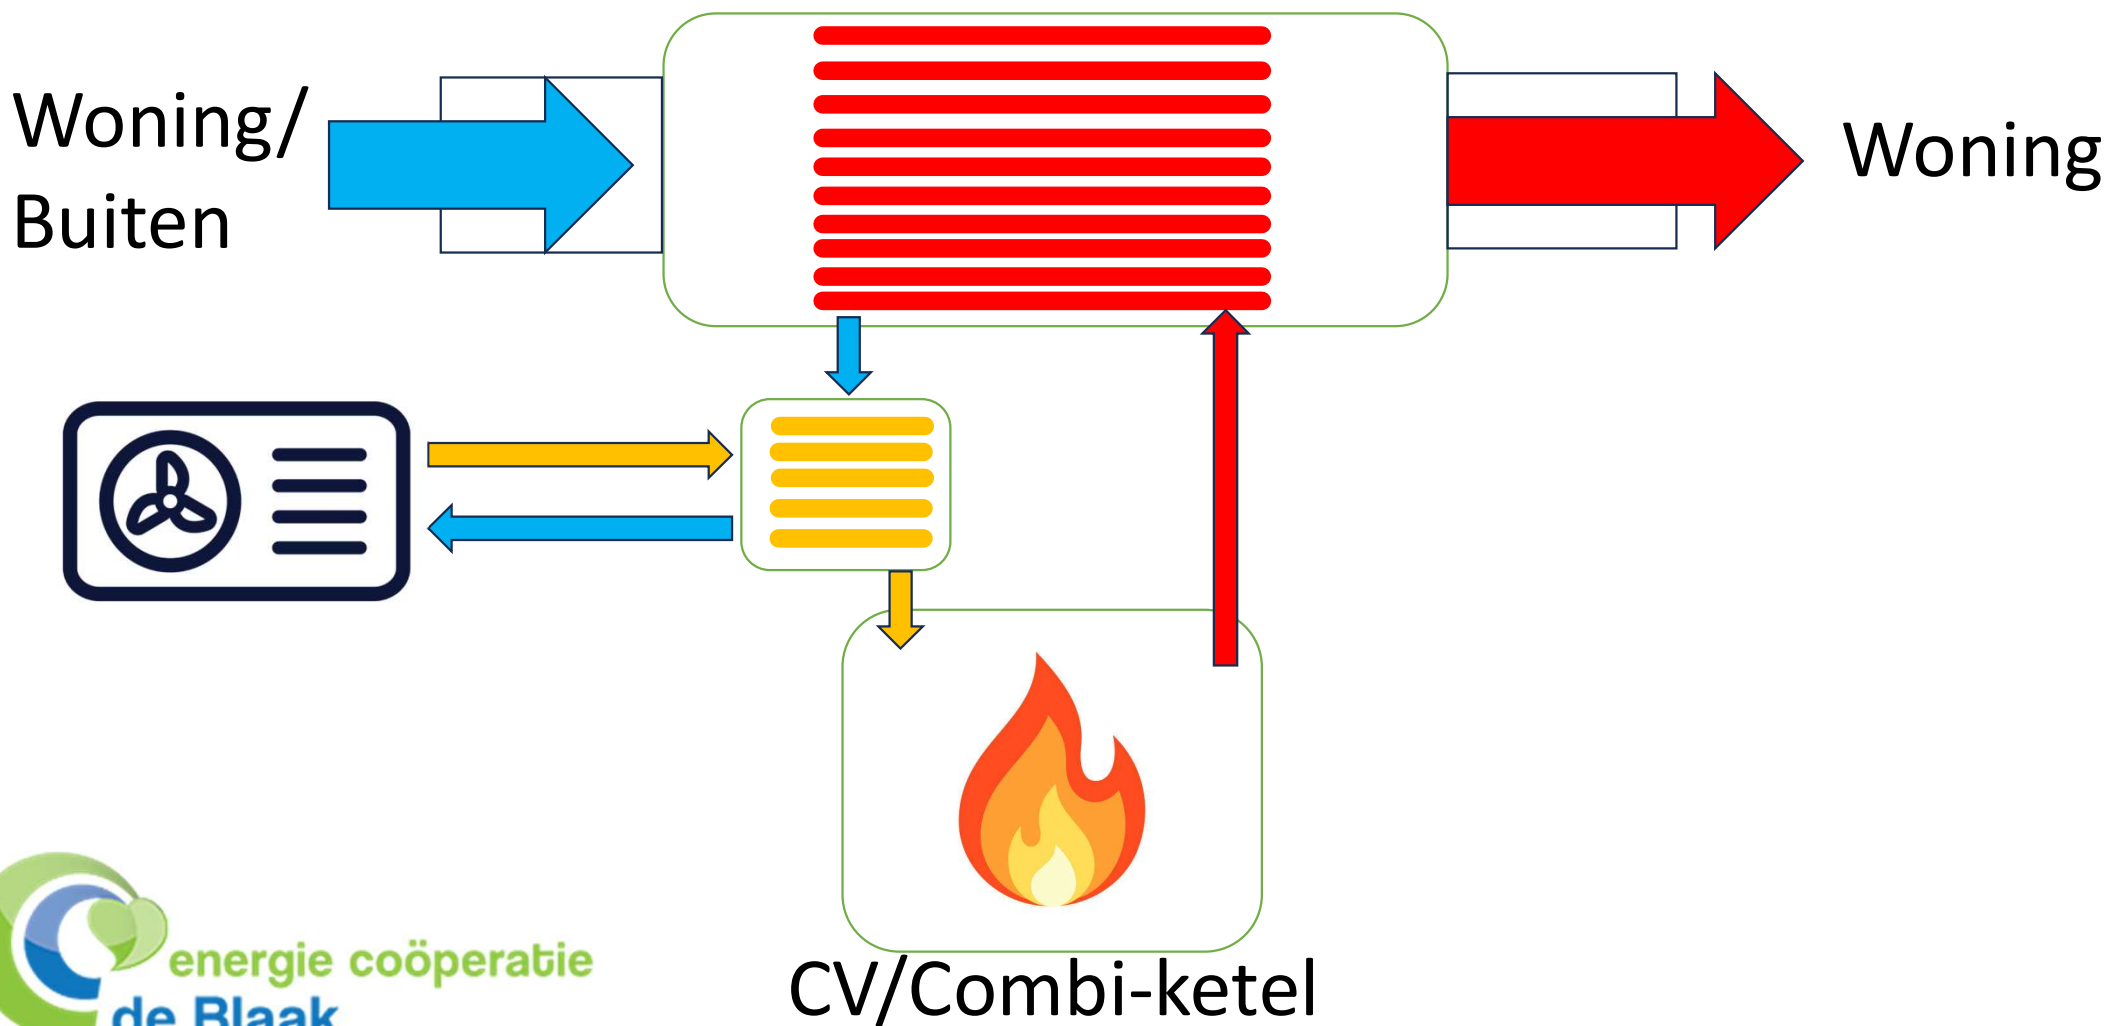 Woning/
Buiten
Woning
energie coöperatie
de Blaak
CV/Combi-ketel